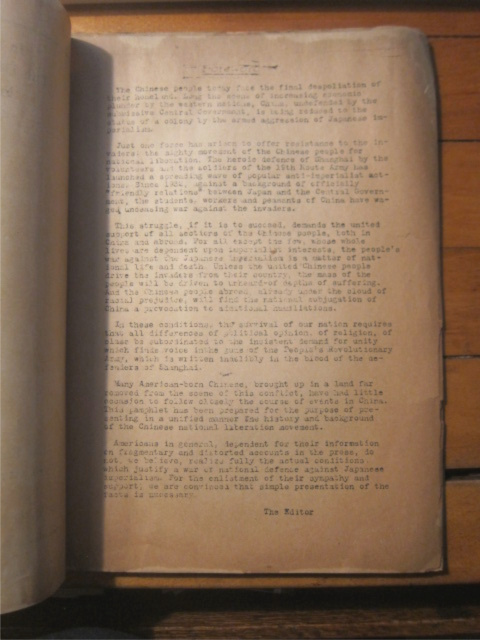 The Chinese people today face the final despoliation of
their homeland. Long the scene of increasing economic
plunder by the western nations, China, undefended by the
submissive Central Government, is being reduced to the
status of a colony by the armed aggression of Japanese im-
perialism.
Just one force has arisen to offer resistance to the in-
vaders: the mighty movement of the Chinese people for
national liberation. The heroic defense of Shanghai by the
volunteers and the soldiers of the 19th Route Army has
launched a spreading wave of popular anti-imperialist act-
ions. Since 1932, against a background of officially
"friendly relations" between Japan and the Central Govern-
ment, the students, workers and peasants of China have wa-
ged unceasing war against the invaders.
This struggle, if it is to succeed, demands the united
support of all sections of the Chinese people, both in
China and abroad. For all except the few, whose whole
lives are dependent upon imperialist interests, the people's
war against the Japanese imperialists is a matter of nat-
ional life and death. Unless the united Chinese people
drive the invaders from their country, the mass of the
people will be driven to unheard-of depths of suffering,
and the Chinese people abroad, already under the cloud of
racial prejudice, will find the national subjugation of
China a provocation to additional humiliations.
In these conditions, the survival of our nation requires
that all differences of political opinion, of religion, of
class be subordinated to the insistent demand for unity
which finds voice in the guns of the People's Revolutionary
Army, which is written indelibly in the blood of the de-
fenders of Shanghai.
Many American-born Chinese, brought up in a land far
removed from the scene of this conflict, have had little
occasion to follow closely the course of events in China.
This pamphlet has been prepared for the purpose of pre-
senting in a unified manner the history and background
of the Chinese national liberation movement.
Americans in general, dependent for their information
on fragmentary and distorted accounts in the press, do
not, we believe, realize fully the actual conditions
which justify a war of national defense against Japanese
imperialism. For the enlistment of their sympathy and
support, we are convinced that simple presentation of the
facts is necessary.
The Editor